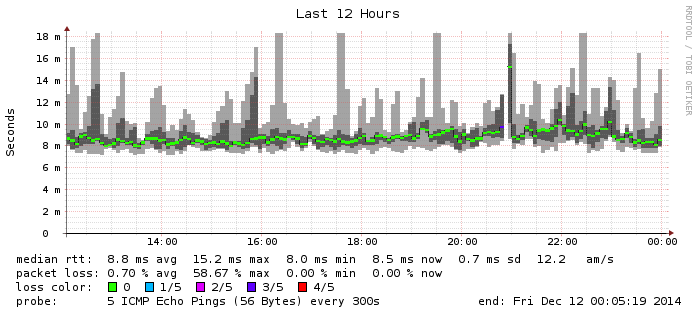 Last 12 Hours
RRDTOOL / TOBI OETIKER
Seconds
18 m
16 m
14 m
12 m
10 m
8 m
6 m
4 m
2 m
0
14:00 16:00 18:00 20:00 22:00 00:00
median rtt: 8.8 ms avg 15.2 ms max 8.0 ms min 8.5 ms now 0.7 ms sd 12.2 am/s
packet loss: 0.70 % avg 58.67 % max 0.00 % min 0.00 % now
loss color: 0 1/5 2/5 3/5 4/5
probe: 5 ICMP Echo Pings (56 Bytes) every 300s end: Fri Dec 12 00:05:19 2014